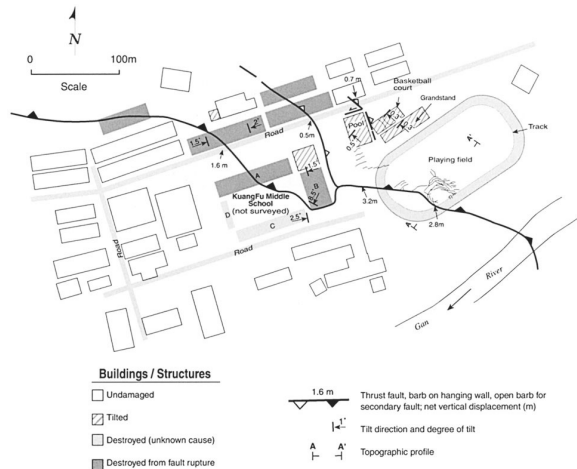 N
0 100m
Scale
0.7 m
Basketball
court
Grandstand
Pool
0.5°
Track
A'
Playing field
2°
1.5°
Road
0.5m
1.6 m
1.5°
A
KuangFu Middle
School
(not surveyed)
B
D
C
2.5°
3.2m
2.8m
Road
Road
River
Gan
Buildings / Structures
Undamaged
Tilted
Destroyed (unknown cause)
Destroyed from fault rupture
1.6 m
Thrust fault, barb on hanging wall, open barb for
secondary fault; net vertical displacement (m)
1°
Tilt direction and degree of tilt
A A'
Topographic profile